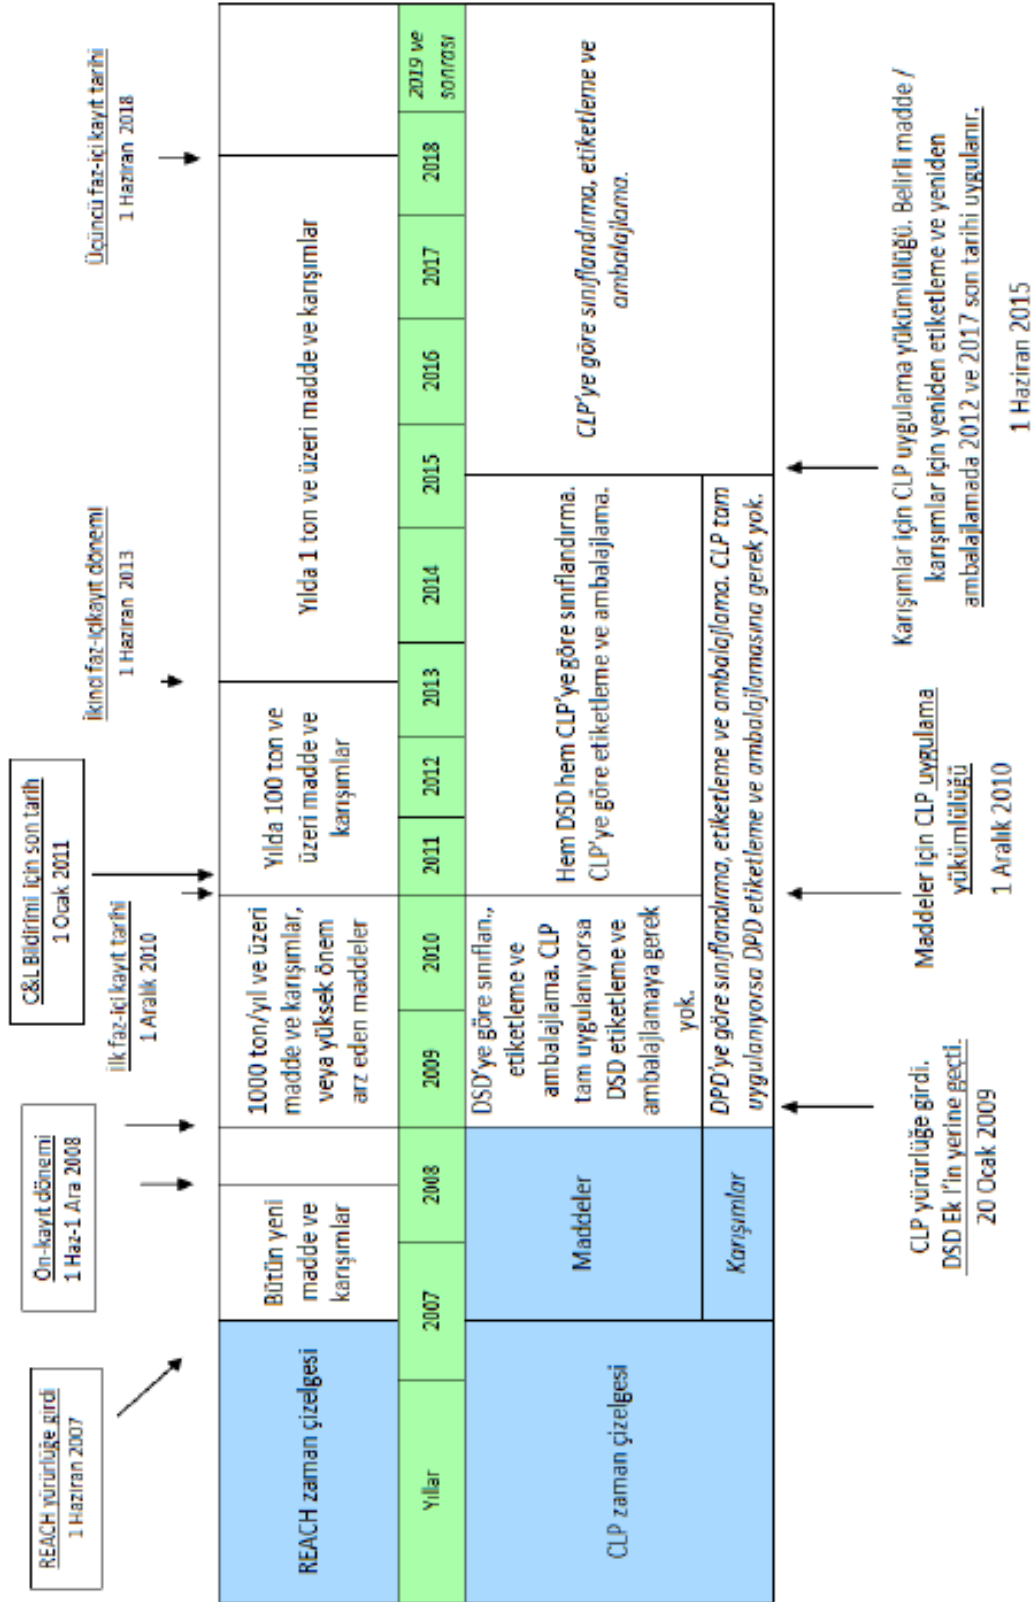 REACH yürürlüğe girdi
1 Haziran 2007
Ön-kayıt dönemi
1 Haz-1 Ara 2008
C&L Bildirimi için son tarih
1 Ocak 2011
İlk faz-içi kayıt tarihi
1 Aralık 2010
İkinci faz-içikayıt dönemi
1 Haziran 2013
Üçüncü faz-içi kayıt tarihi
1 Haziran 2018
REACH zaman çizelgesi
Bütün yeni
madde ve
karışımlar
1000 ton/yıl ve üzeri
madde ve karışımlar,
veya yüksek önem
arz eden maddeler
Yılda 100 ton ve
üzeri madde ve
karışımlar
Yılda 1 ton ve üzeri madde ve karışımlar
Yıllar
2007
2008
2009
2010
2011
2012
2013
2014
2015
2016
2017
2018
2019 ve
sonrası
CLP zaman çizelgesi
Maddeler
DSD'ye göre sınıflan.,
etiketleme ve
ambalajlama. CLP
tam uygulanıyorsa
DSD etiketleme ve
ambalajlamaya gerek
yok.
Hem DSD hem CLP'ye göre sınıflandırma.
CLP'ye göre etiketleme ve ambalajlama.
CLP'ye göre sınıflandırma, etiketleme ve
ambalajlama.
Karışımlar
DPD'ye göre sınıflandırma, etiketleme ve ambalajlama. CLP tam
uygulanıyorsa DPD etiketleme ve ambalajlamasına gerek yok.
CLP yürürlüğe girdi.
DSD Ek I'in yerine geçti.
20 Ocak 2009
Maddeler için CLP uygulama
yükümlülüğü
1 Aralık 2010
Karışımlar için CLP uygulama yükümlülüğü. Belirli madde /
karışımlar için yeniden etiketleme ve yeniden
ambalajlamada 2012 ve 2017 son tarihi uygulanır.
1 Haziran 2015